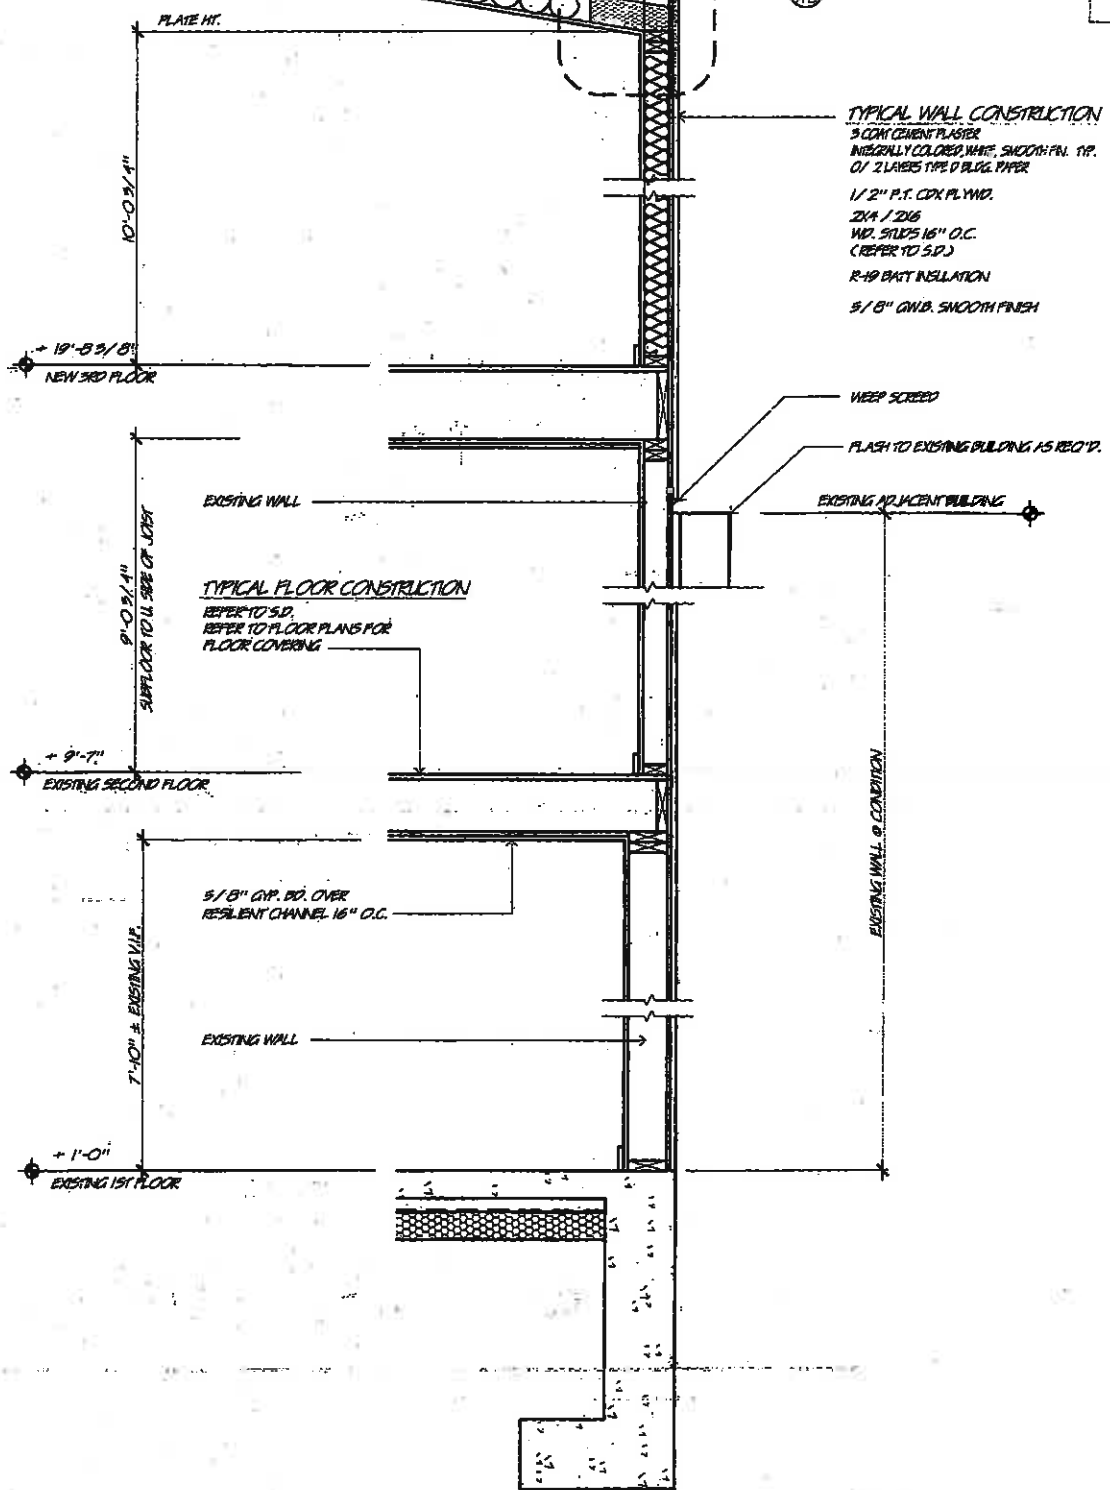 PLATE HT.
TYPICAL WALL CONSTRUCTION
3 COAT CEMENT PLASTER
INTEGRALLY COLORED, WHITE, SMOOTH FIN. TYP.
O/ 2 LAYERS TYPE D BLDG. PAPER
1/2" P.T. CDX PLYWD.
2X4 / 2X6
WD. STUDS 16" O.C.
(REFER TO S.D.)
R-19 BATT INSULATION
5/8" GWB. SMOOTH FINISH
10'-0 3/4"
+ 19'-8 3/8"
NEW 3RD FLOOR
WEEP SCREED
FLASH TO EXISTING BUILDING AS REQ'D.
EXISTING WALL
EXISTING ADJACENT BUILDING
9'-0 3/4"
SUBFLOOR TO U. SIDE OF JOIST
TYPICAL FLOOR CONSTRUCTION
REFER TO S.D.
REFER TO FLOOR PLANS FOR
FLOOR COVERING
+ 9'-7"
EXISTING SECOND FLOOR
EXISTING WALL @ CONDITION
5/8" GYP. BD. OVER
RESILIENT CHANNEL 16" O.C.
7'-10" ± EXISTING V.I.F.
EXISTING WALL
+ 1'-0"
EXISTING 1ST FLOOR